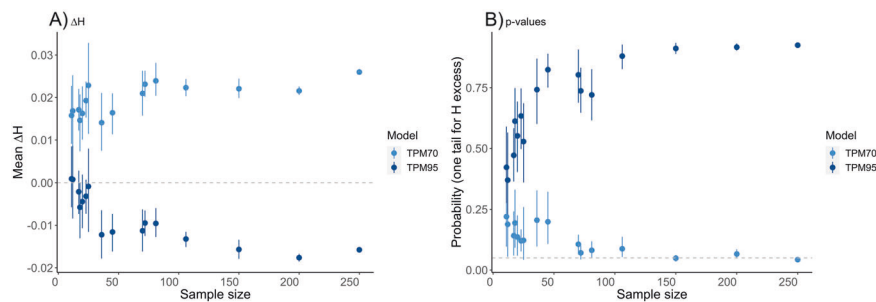 A) ΔH
0.03
0.02
0.01
0.00
-0.01
-0.02
Mean ΔH
0 50 100 150 200 250
Sample size
Model
TPM70
TPM95
B) p-values
0.75
0.50
0.25
0.00
Probability (one tail for H excess)
0 50 100 150 200 250
Sample size
Model
TPM70
TPM95